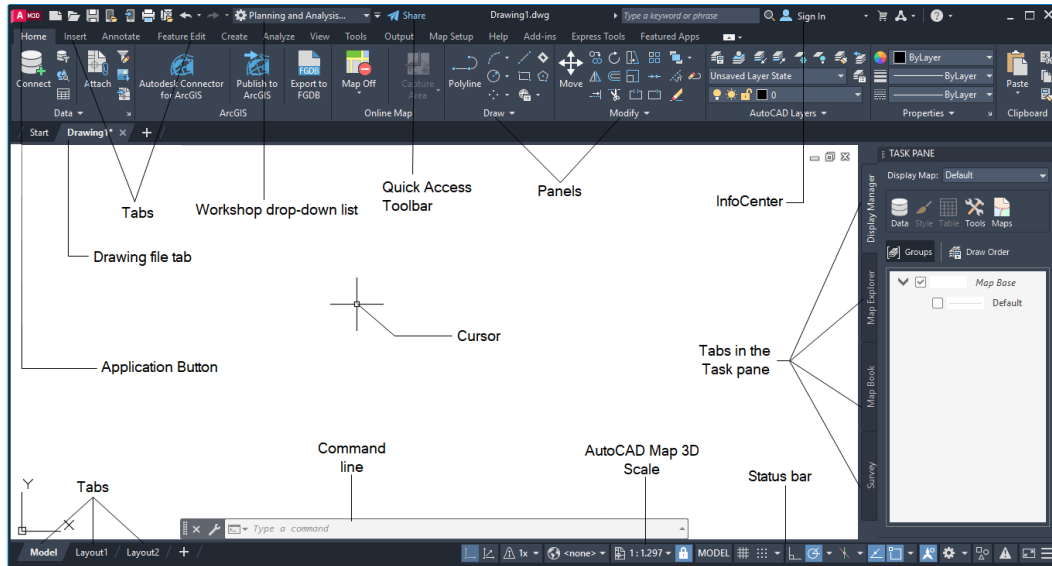 A M3D Planning and Analysis... Share Drawing1.dwg Type a keyword or phrase Sign In
Home Insert Annotate Feature Edit Create Analyze View Tools Output Map Setup Help Add-ins Express Tools Featured Apps
Connect Attach Autodesk Connector for ArcGIS Publish to ArcGIS FGDB Export to FGDB Map Off Capture Area Polyline Move Unsaved Layer State 0 ByLayer ByLayer ByLayer Paste
Data ArcGIS Online Map Draw Modify AutoCAD Layers Properties Clipboard
Start Drawing1* +
TASK PANE
Display Map: Default
Data Style Table Tools Maps
Groups Draw Order
Map Base
Default
Display Manager
Map Explorer
Map Book
Survey
Tabs
Workshop drop-down list
Quick Access
Toolbar
Panels
InfoCenter
Drawing file tab
Cursor
Application Button
Tabs in the
Task pane
Command
line
AutoCAD Map 3D
Scale
Status bar
Tabs
Y
X
Type a command
Model Layout1 Layout2 + 1x <none> 1:1.297 MODEL